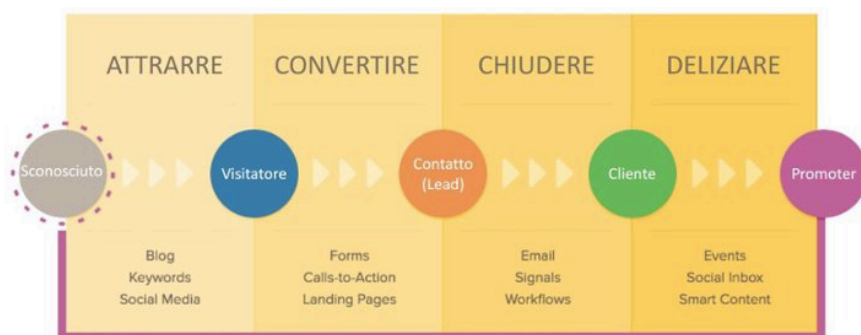 ATTRARRE
CONVERTIRE
CHIUDERE
DELIZIARE
Sconosciuto
Visitatore
Contatto
(Lead)
Cliente
Promoter
Blog
Keywords
Social Media
Forms
Calls-to-Action
Landing Pages
Email
Signals
Workflows
Events
Social Inbox
Smart Content